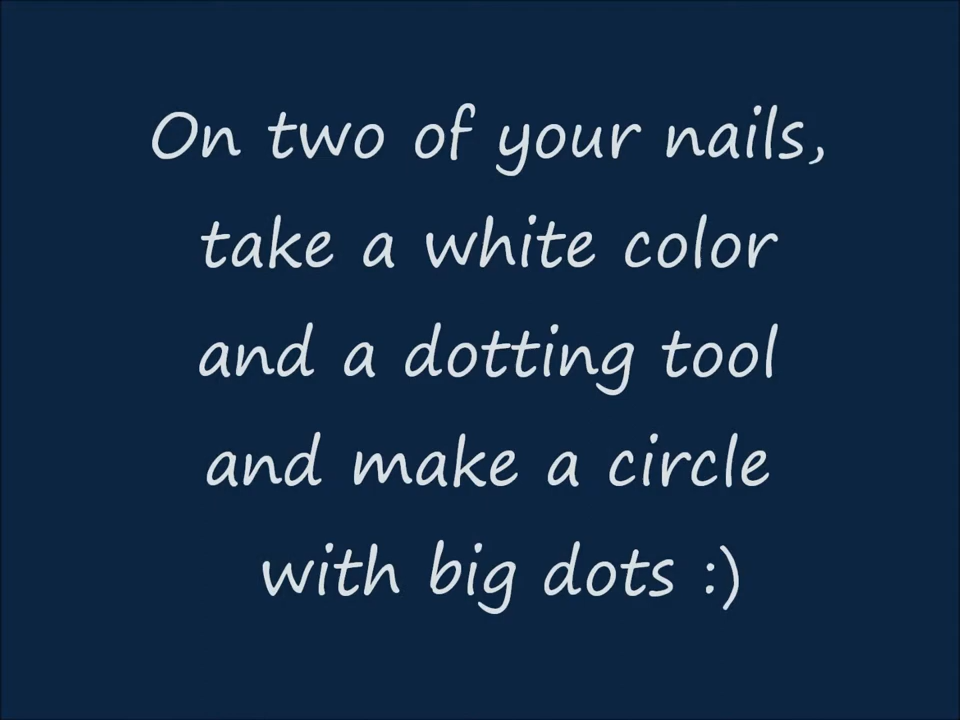 On two of your nails,
take a white color
and a dotting tool
and make a circle
with big dots :)